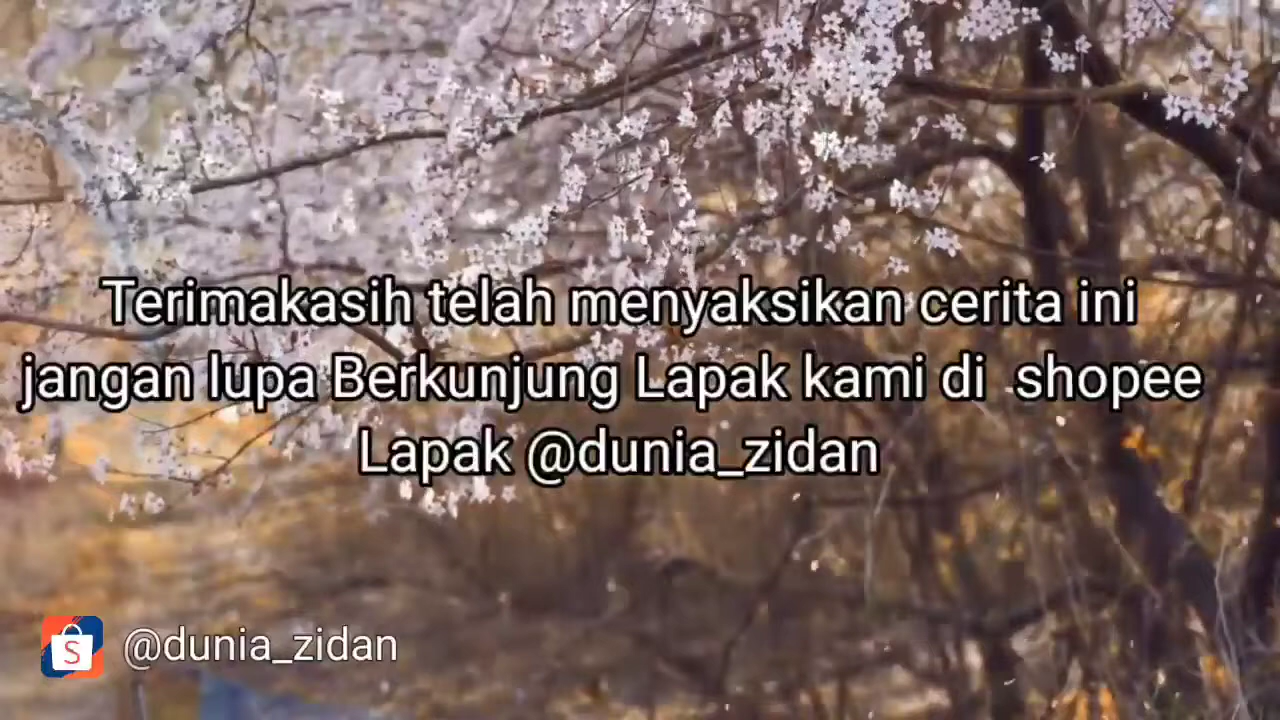 Terimakasih telah menyaksikan cerita ini
jangan lupa Berkunjung Lapak kami di  shopee
Lapak @dunia_zidan
S
@dunia_zidan